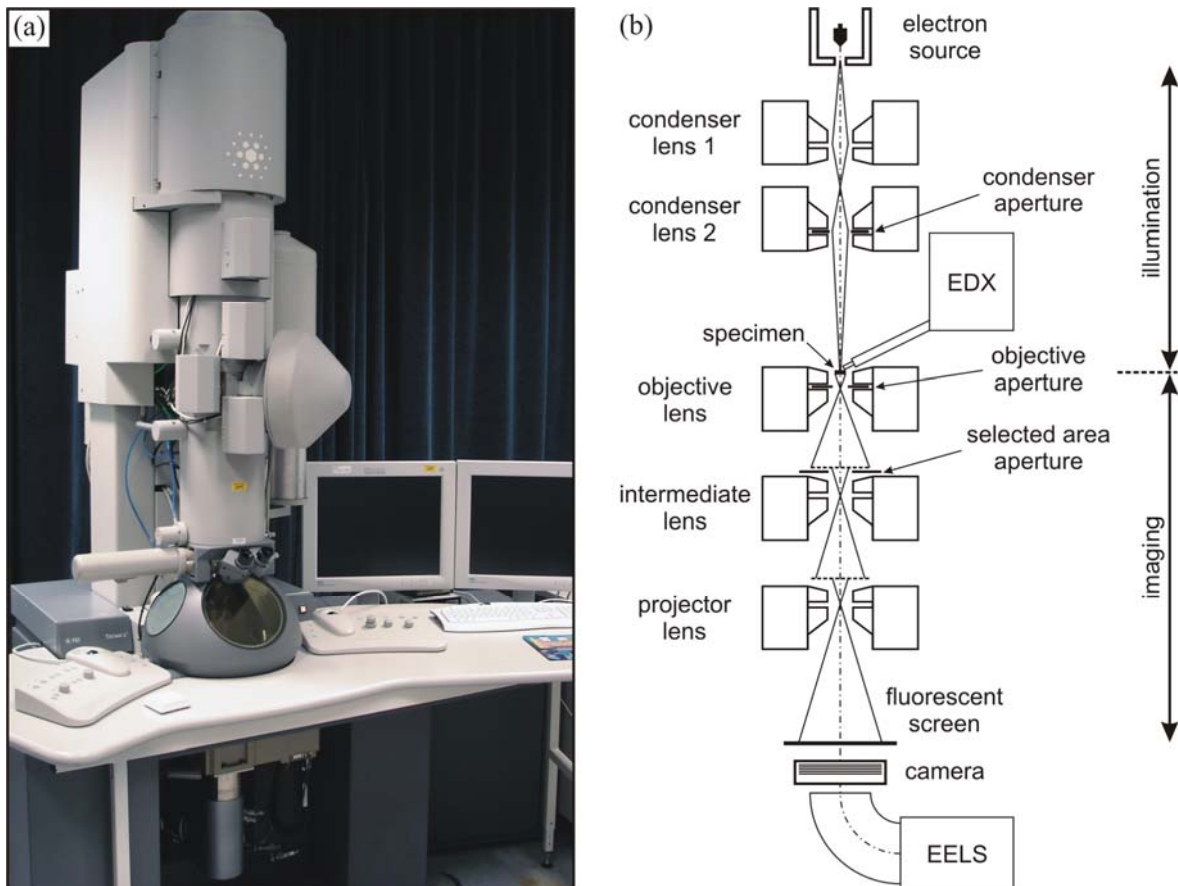 (a)
(b)
electron
source
condenser
lens 1
condenser
aperture
condenser
lens 2
illumination
EDX
specimen
objective
aperture
objective
lens
selected area
aperture
intermediate
lens
imaging
projector
lens
fluorescent
screen
camera
EELS